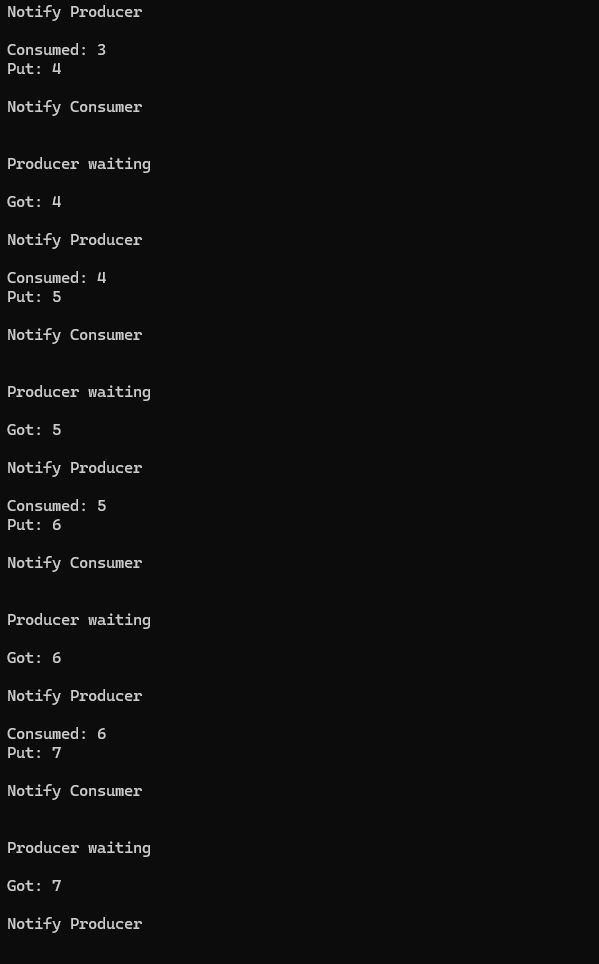 Notify Producer
Consumed: 3
Put: 4
Notify Consumer
Producer waiting
Got: 4
Notify Producer
Consumed: 4
Put: 5
Notify Consumer
Producer waiting
Got: 5
Notify Producer
Consumed: 5
Put: 6
Notify Consumer
Producer waiting
Got: 6
Notify Producer
Consumed: 6
Put: 7
Notify Consumer
Producer waiting
Got: 7
Notify Producer